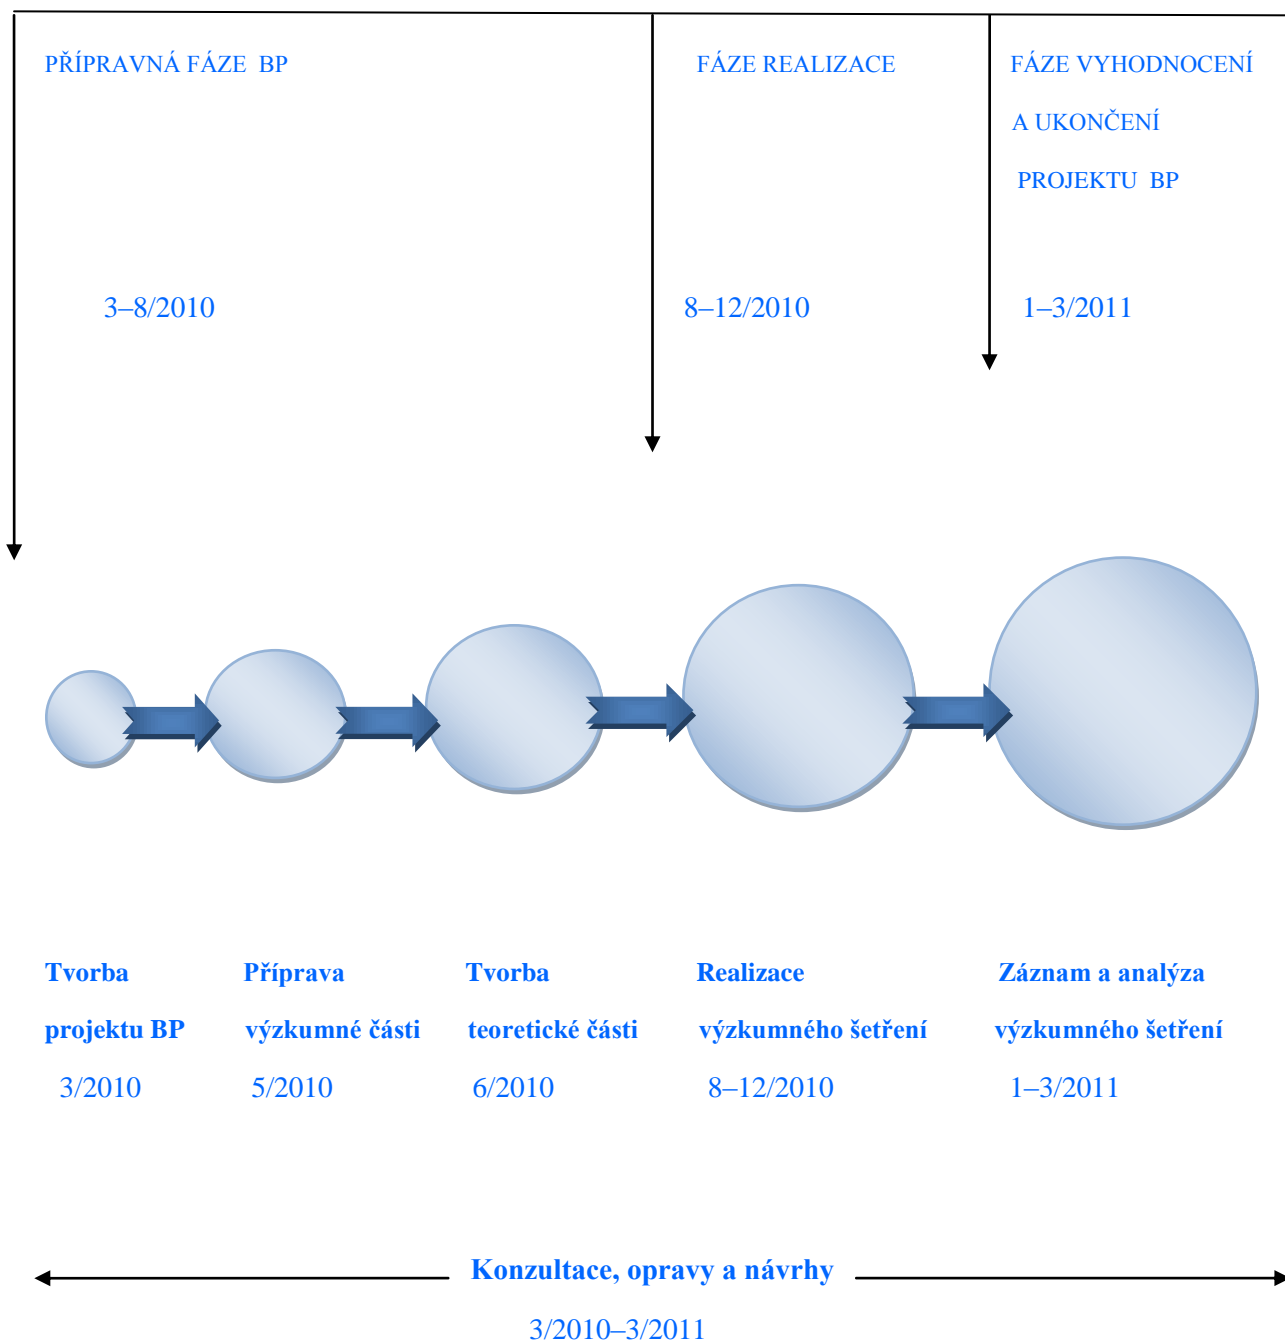 PŘÍPRAVNÁ FÁZE BP
FÁZE REALIZACE
FÁZE VYHODNOCENÍ
A UKONČENÍ
PROJEKTU BP
3–8/2010
8–12/2010
1–3/2011
Tvorba
projektu BP
3/2010
Příprava
výzkumné části
5/2010
Tvorba
teoretické části
6/2010
Realizace
výzkumného šetření
8–12/2010
Záznam a analýza
výzkumného šetření
1–3/2011
Konzultace, opravy a návrhy
3/2010–3/2011